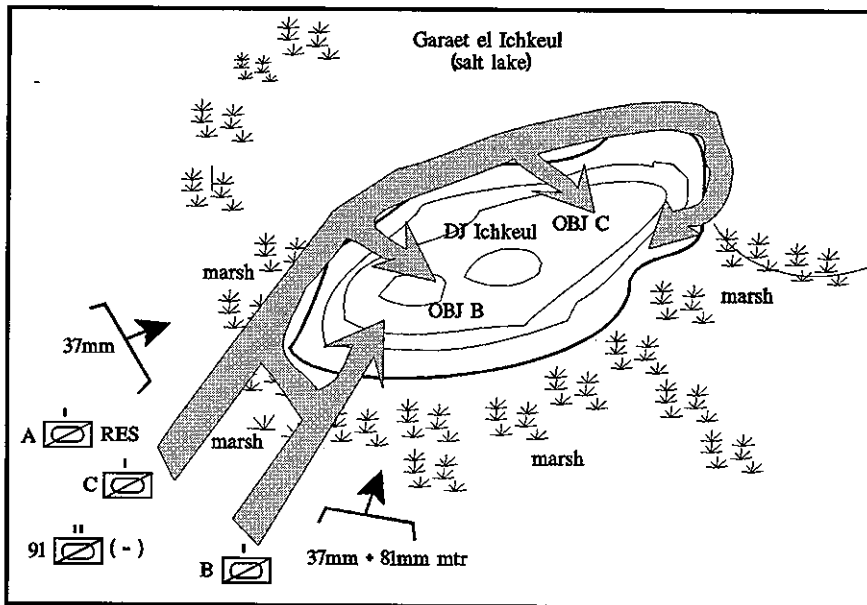 Garaet el Ichkeul
(salt lake)
DJ Ichkeul
OBJ C
marsh
marsh
OBJ B
37mm
A RES
marsh
marsh
C
91 (-)
B
37mm + 81mm mtr